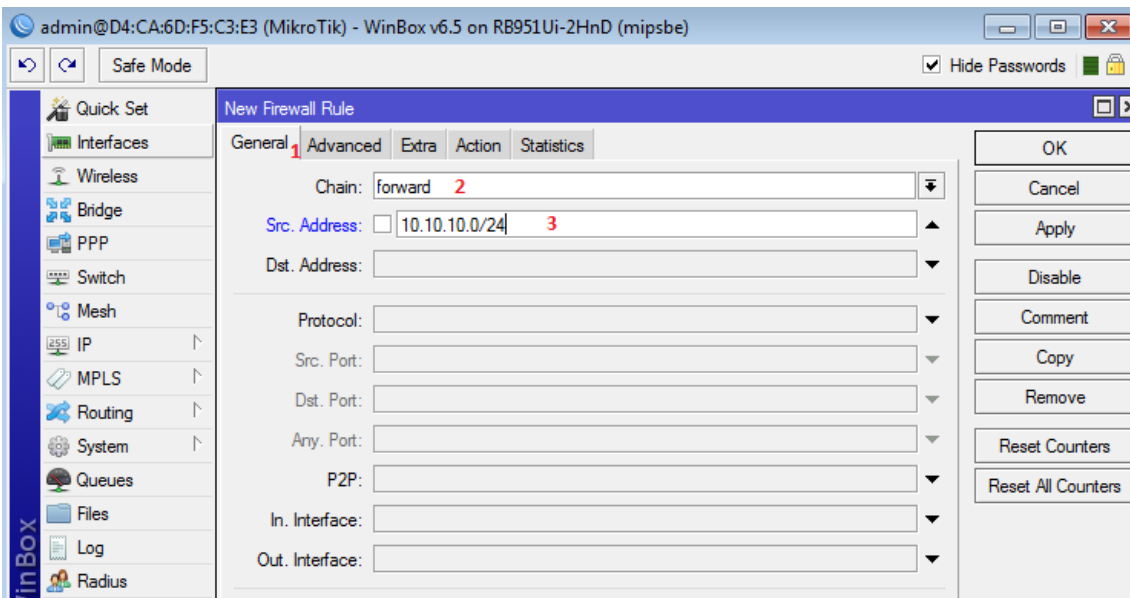 admin@D4:CA:6D:F5:C3:E3 (MikroTik) - WinBox v6.5 on RB951Ui-2HnD (mipsbe)
Safe Mode
Hide Passwords
Quick Set
Interfaces
Wireless
Bridge
PPP
Switch
Mesh
255 IP
MPLS
Routing
System
Queues
Files
Log
Radius
WinBox
New Firewall Rule
General 1 Advanced Extra Action Statistics
Chain: forward 2
Src. Address: 10.10.10.0/24 3
Dst. Address:
Protocol:
Src. Port:
Dst. Port:
Any. Port:
P2P:
In. Interface:
Out. Interface:
OK
Cancel
Apply
Disable
Comment
Copy
Remove
Reset Counters
Reset All Counters